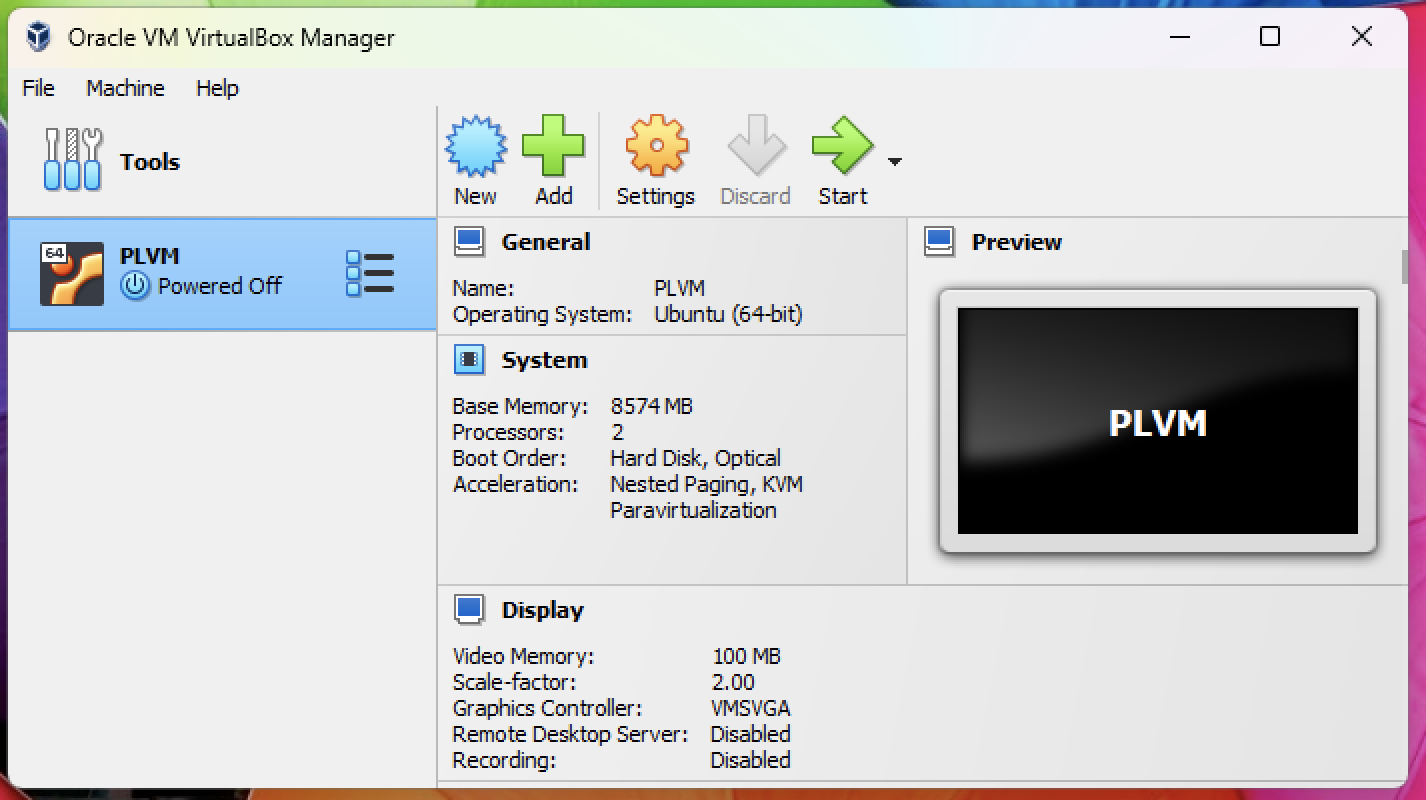 Oracle VM VirtualBox Manager
File Machine Help
Tools
New Add Settings Discard Start
64
PLVM
Powered Off
General
Name: PLVM
Operating System: Ubuntu (64-bit)
System
Base Memory: 8574 MB
Processors: 2
Boot Order: Hard Disk, Optical
Acceleration: Nested Paging, KVM
Paravirtualization
Preview
PLVM
Display
Video Memory: 100 MB
Scale-factor: 2.00
Graphics Controller: VMSVGA
Remote Desktop Server: Disabled
Recording: Disabled